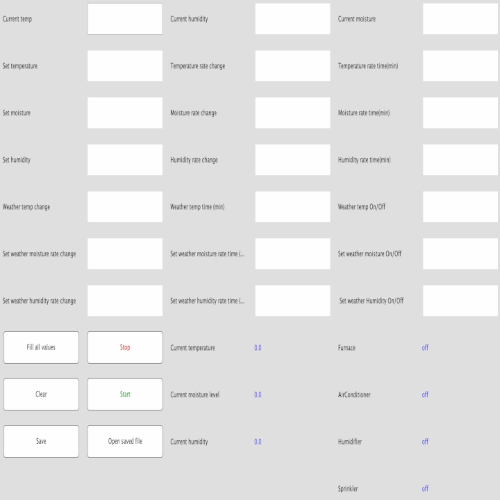 Current temp Current humidity Current moisture
Set temperature Temperature rate change Temperature rate time(min)
Set moisture Moisture rate change Moisture rate time(min)
Set humidity Humidity rate change Humidity rate time(min)
Weather temp change Weather temp time (min) Weather temp On/Off
Set weather moisture rate change Set weather moisture rate time (... Set weather moisture On/Off
Set weather humidity rate change Set weather humidity rate time (... Set weather Humidity On/Off
Fill all values Stop Current temperature 0.0 Furnace off
Clear Start Current moisture level 0.0 AirConditioner off
Save Open saved file Current humidity 0.0 Humidifier off
Sprinkler off